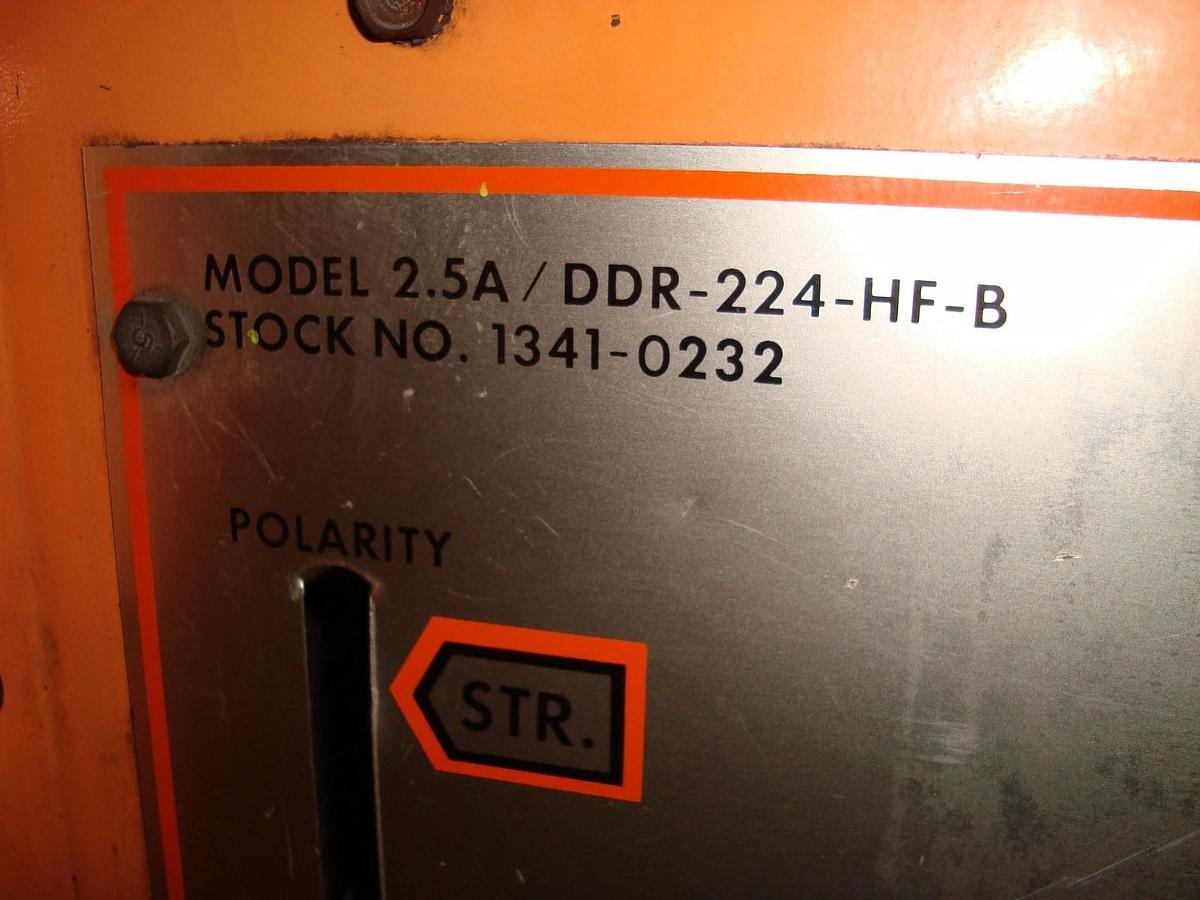 MODEL 2.5A / DDR-224-HF-B
STOCK NO. 1341-0232
POLARITY
STR.